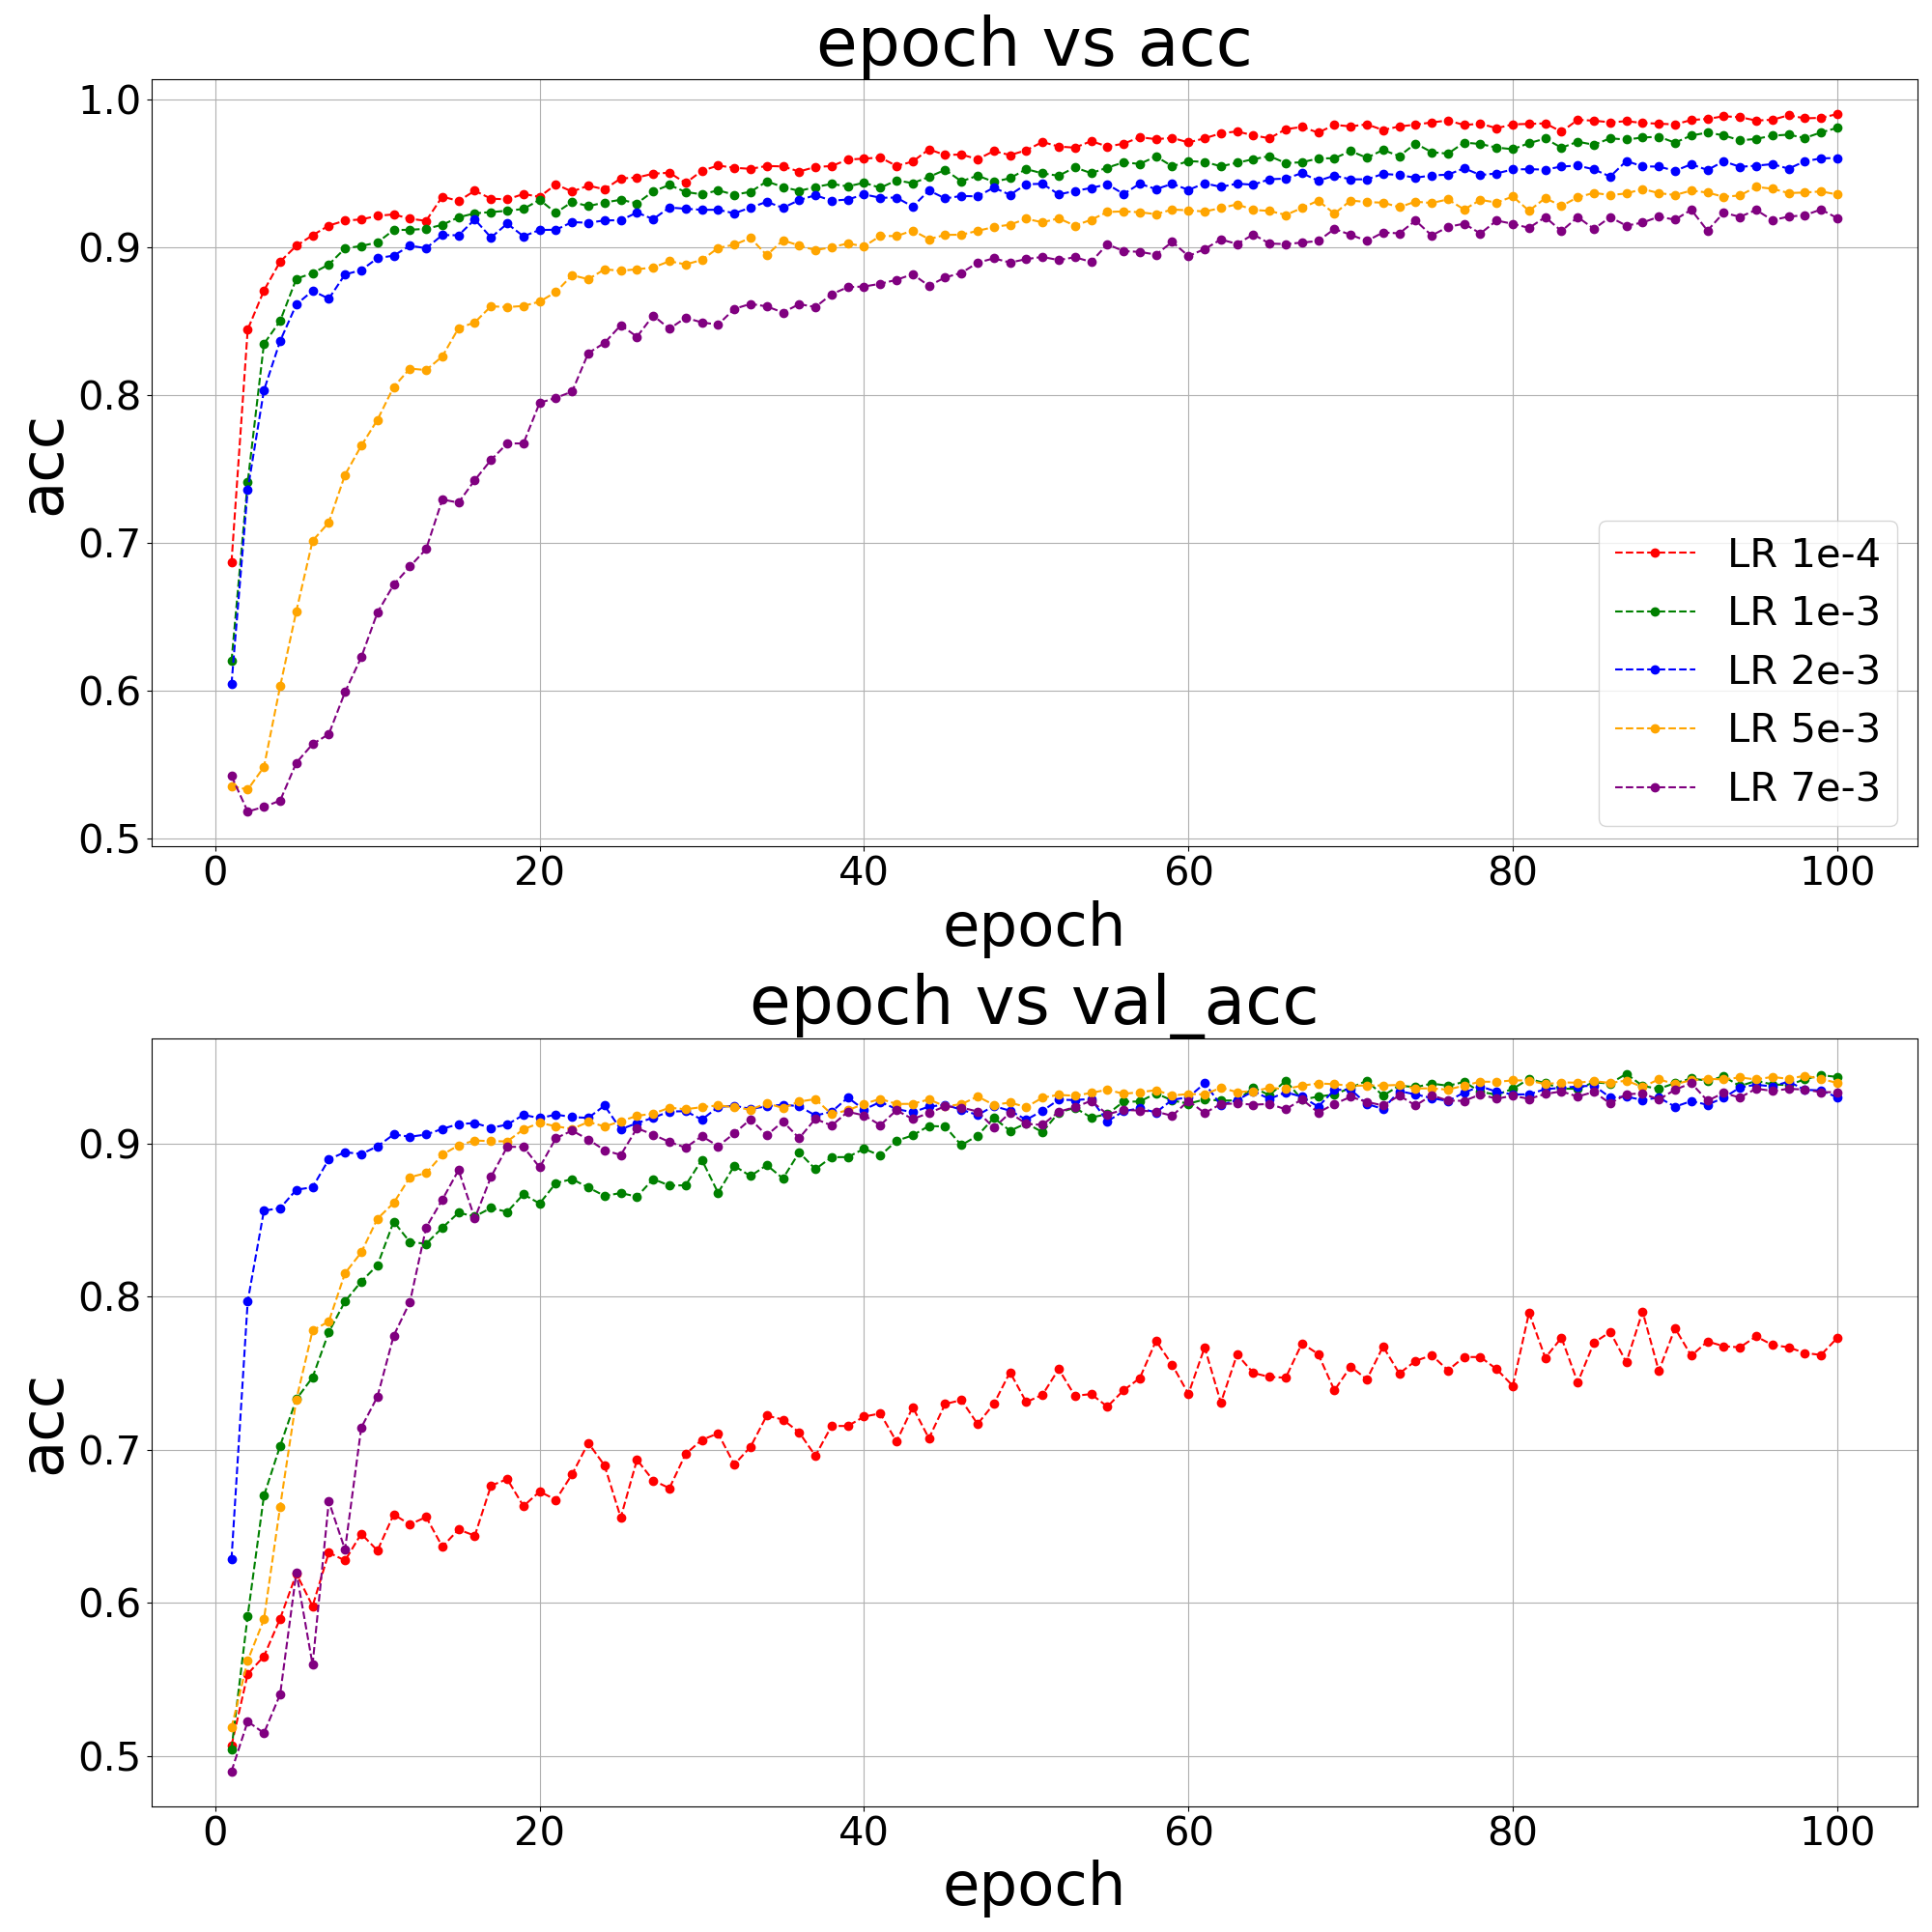 epoch vs acc
1.0
0.9
0.8
0.7
0.6
0.5
acc
LR 1e-4
LR 1e-3
LR 2e-3
LR 5e-3
LR 7e-3
0 20 40 60 80 100
epoch
epoch vs val_acc
0.9
0.8
0.7
0.6
0.5
acc
0 20 40 60 80 100
epoch